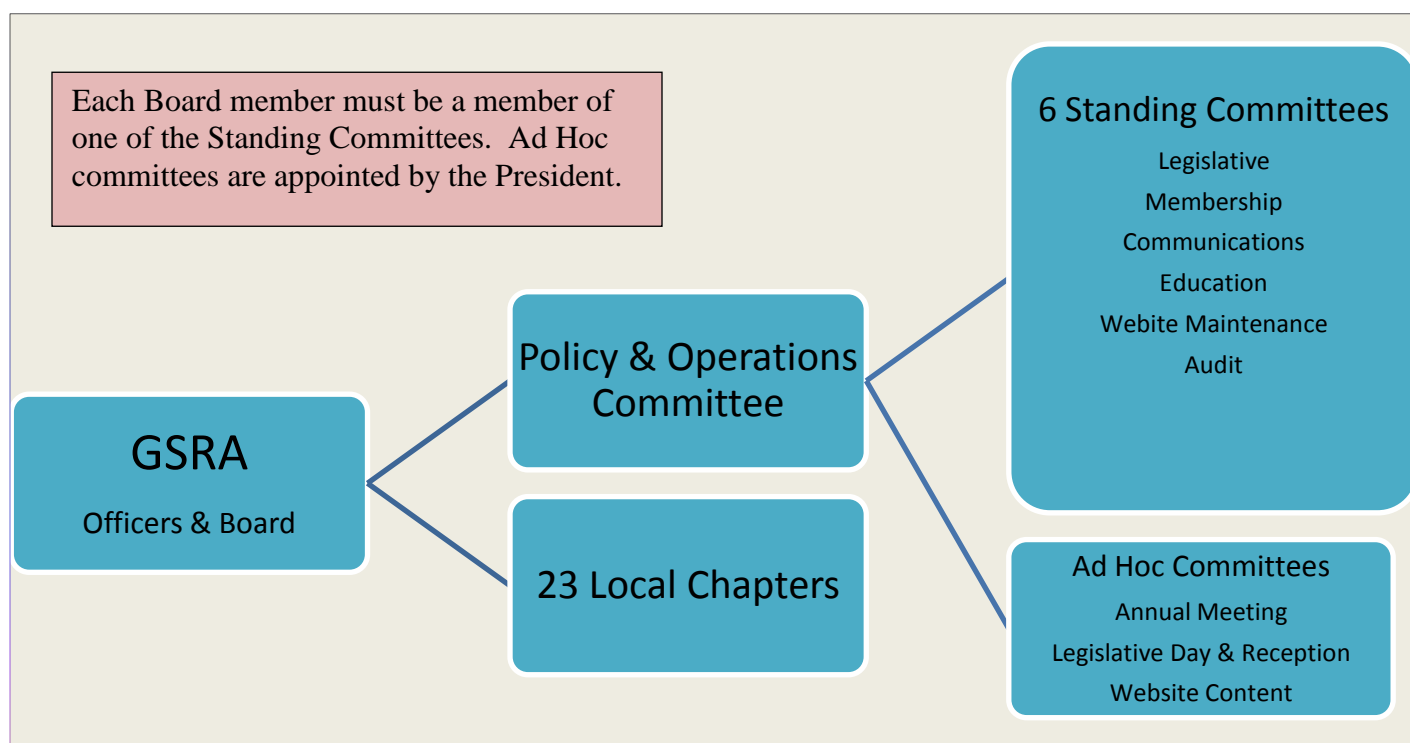 Each Board member must be a member of
one of the Standing Committees.  Ad Hoc
committees are appointed by the President.
GSRA
Officers & Board
Policy & Operations
Committee
23 Local Chapters
6 Standing Committees
Legislative
Membership
Communications
Education
Webite Maintenance
Audit
Ad Hoc Committees
Annual Meeting
Legislative Day & Reception
Website Content